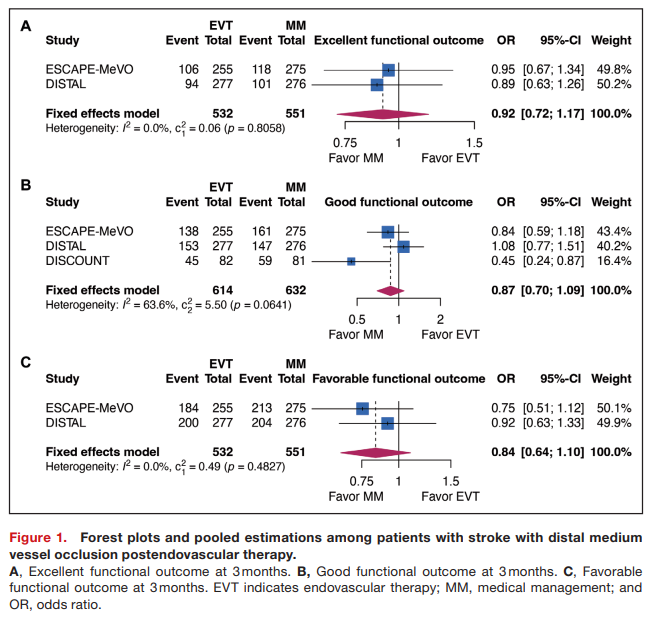 A
EVT MM
Study Event Total Event Total Excellent functional outcome OR 95%-CI Weight
ESCAPE-MeVO 106 255 118 275 0.95 [0.67; 1.34] 49.8%
DISTAL 94 277 101 276 0.89 [0.63; 1.26] 50.2%
Fixed effects model 532 551 0.92 [0.72; 1.17] 100.0%
Heterogeneity: I² = 0.0%, c²₁ = 0.06 (p = 0.8058)
0.75 1 1.5
Favor MM Favor EVT
B
EVT MM
Study Event Total Event Total Good functional outcome OR 95%-CI Weight
ESCAPE-MeVO 138 255 161 275 0.84 [0.59; 1.18] 43.4%
DISTAL 153 277 147 276 1.08 [0.77; 1.51] 40.2%
DISCOUNT 45 82 59 81 0.45 [0.24; 0.87] 16.4%
Fixed effects model 614 632 0.87 [0.70; 1.09] 100.0%
Heterogeneity: I² = 63.6%, c²₂ = 5.50 (p = 0.0641)
0.5 1 2
Favor MM Favor EVT
C
EVT MM
Study Event Total Event Total Favorable functional outcome OR 95%-CI Weight
ESCAPE-MeVO 184 255 213 275 0.75 [0.51; 1.12] 50.1%
DISTAL 200 277 204 276 0.92 [0.63; 1.33] 49.9%
Fixed effects model 532 551 0.84 [0.64; 1.10] 100.0%
Heterogeneity: I² = 0.0%, c²₁ = 0.49 (p = 0.4827)
0.75 1 1.5
Favor MM Favor EVT
Figure 1. Forest plots and pooled estimations among patients with stroke with distal medium
vessel occlusion postendovascular therapy.
A, Excellent functional outcome at 3 months. B, Good functional outcome at 3 months. C, Favorable
functional outcome at 3 months. EVT indicates endovascular therapy; MM, medical management; and
OR, odds ratio.